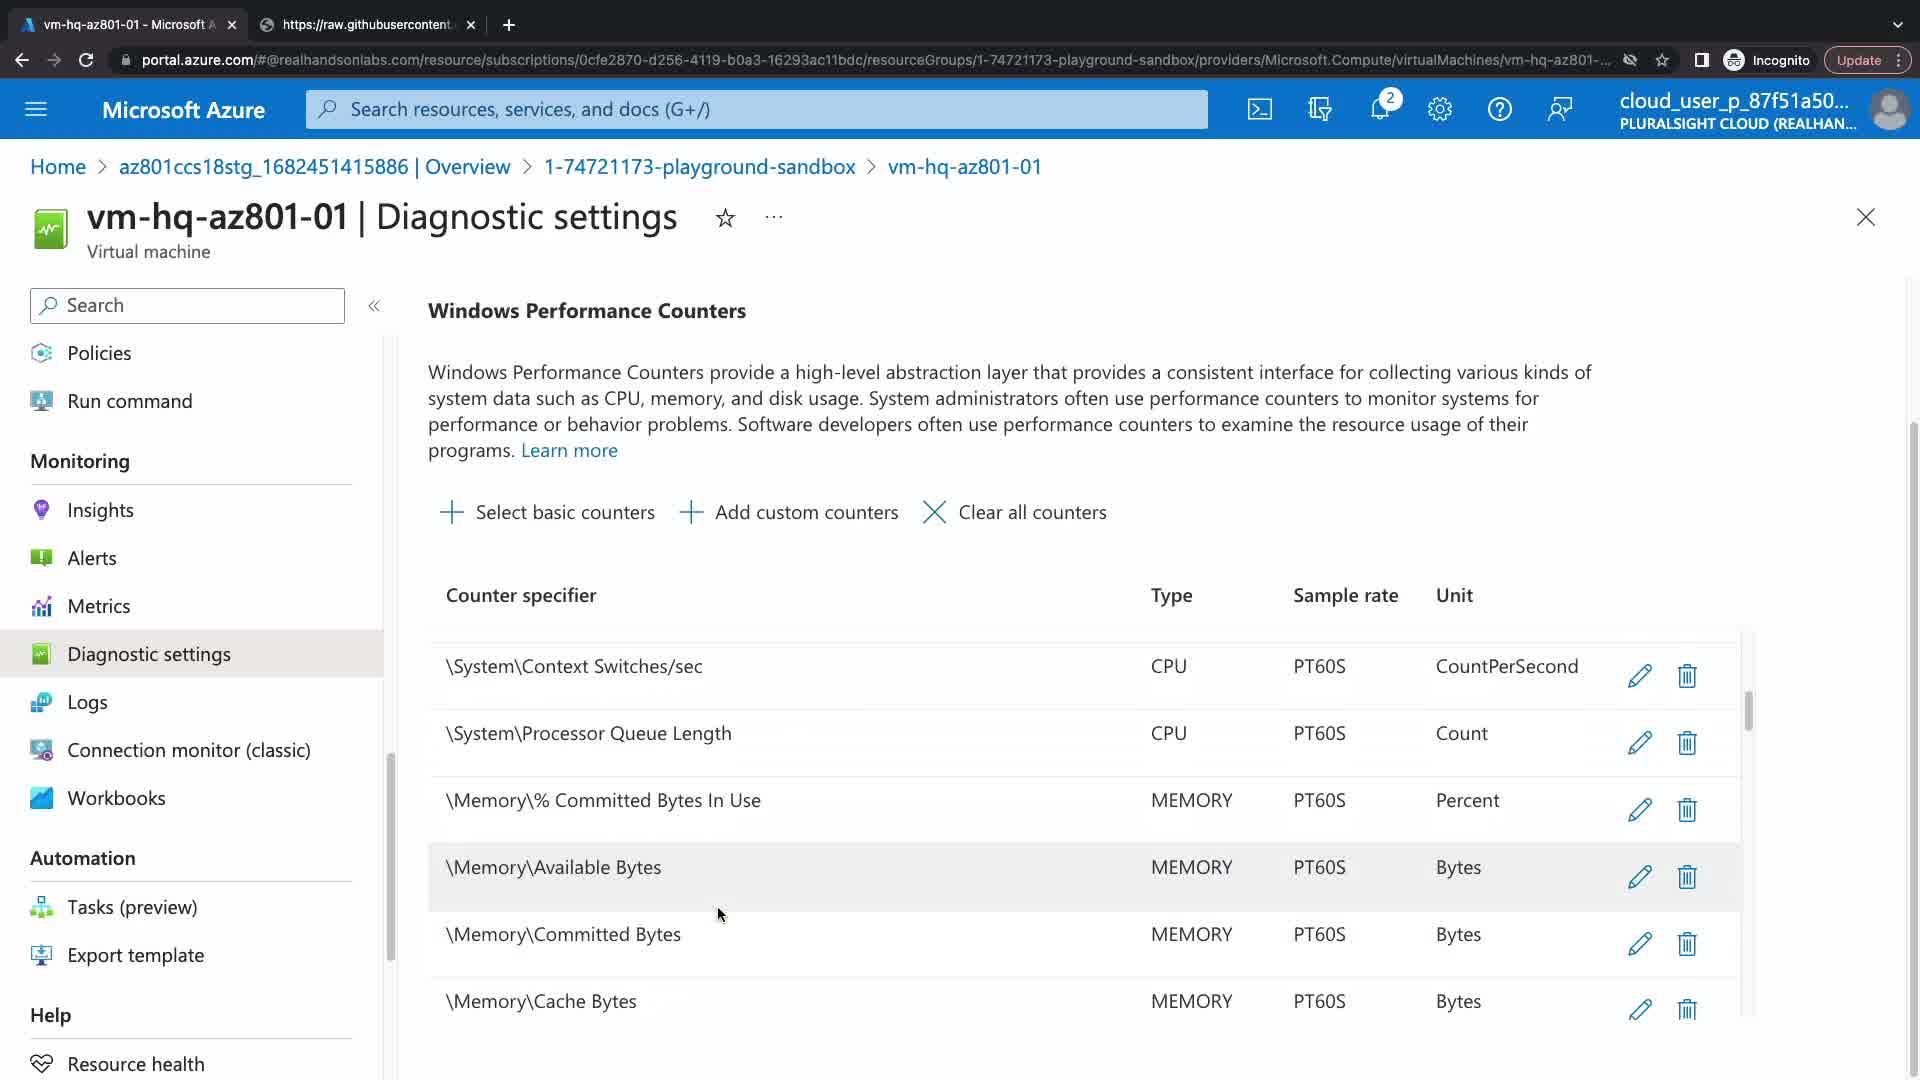 vm-hq-az801-01 - Microsoft A
https://raw.githubusercontent.
portal.azure.com/#@realhandsonlabs.com/resource/subscriptions/0cfe2870-d256-4119-b0a3-16293ac11bdc/resourceGroups/1-74721173-playground-sandbox/providers/Microsoft.Compute/virtualMachines/vm-hq-az801-...
Incognito
Update
Microsoft Azure
Search resources, services, and docs (G+/)
2
cloud_user_p_87f51a50...
PLURALSIGHT CLOUD (REALHAN...
Home > az801ccs18stg_1682451415886 | Overview > 1-74721173-playground-sandbox > vm-hq-az801-01
vm-hq-az801-01 | Diagnostic settings
Virtual machine
Search
Policies
Run command
Monitoring
Insights
Alerts
Metrics
Diagnostic settings
Logs
Connection monitor (classic)
Workbooks
Automation
Tasks (preview)
Export template
Help
Resource health
Windows Performance Counters
Windows Performance Counters provide a high-level abstraction layer that provides a consistent interface for collecting various kinds of
system data such as CPU, memory, and disk usage. System administrators often use performance counters to monitor systems for
performance or behavior problems. Software developers often use performance counters to examine the resource usage of their
programs. Learn more
Select basic counters
Add custom counters
Clear all counters
Counter specifier Type Sample rate Unit
\System\Context Switches/sec CPU PT60S CountPerSecond
\System\Processor Queue Length CPU PT60S Count
\Memory\% Committed Bytes In Use MEMORY PT60S Percent
\Memory\Available Bytes MEMORY PT60S Bytes
\Memory\Committed Bytes MEMORY PT60S Bytes
\Memory\Cache Bytes MEMORY PT60S Bytes